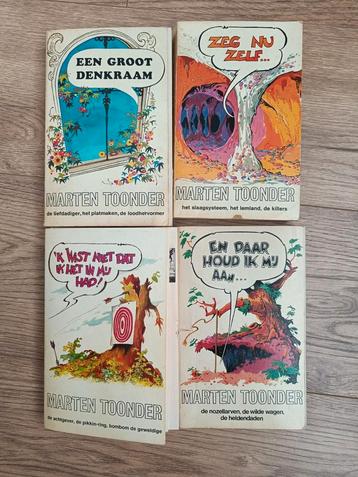 EEN GROOT
DENKRAAM
MARTEN TOONDER
de liefdadiger, het platmaken, de loodhervormer
ZEG NU
ZELF...
MARTEN TOONDER
het slaagsysteem, het lemland, de killers
'K WIST NIET DAT
IK HET IN MIJ
HAD!
MARTEN TOONDER
de achtgever, de pikkin-ring, bombom de geweldige
EN DAAR
HOUD IK MIJ
AAN...
MARTEN TOONDER
de nozellarven, de wilde wagen,
de heldendaden